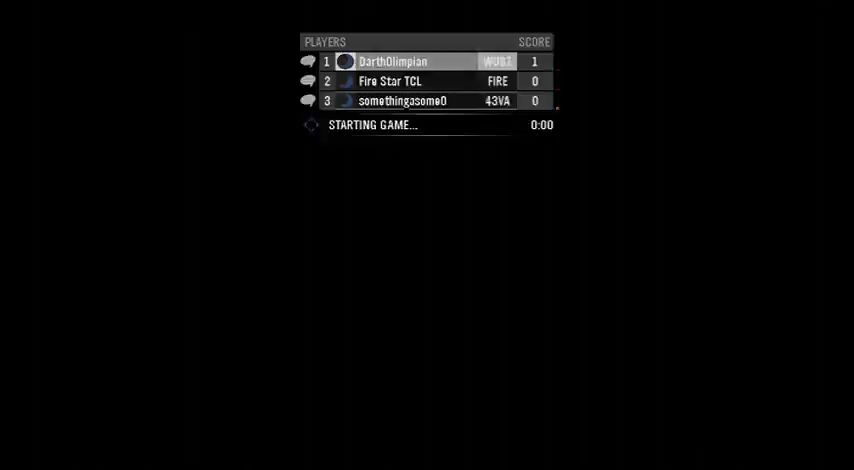 PLAYERS SCORE
1 DarthOlimpian 1
2 Fire Star TCL FIRE 0
3 somethingasome0 43VA 0
STARTING GAME... 0:00